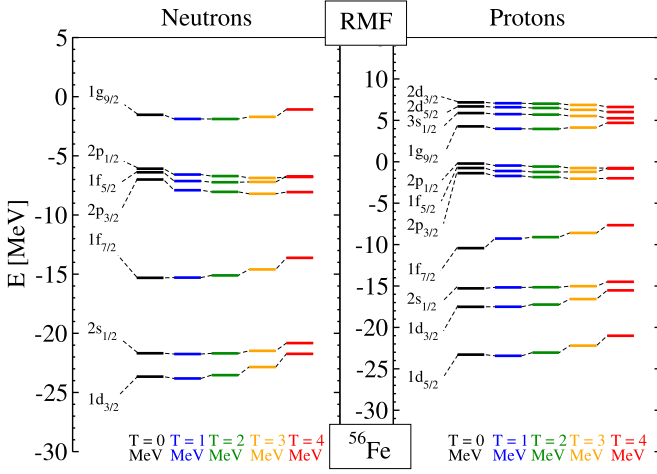 Neutrons
RMF
Protons
E [MeV]
5
0
-5
-10
-15
-20
-25
-30
1g9/2
2p1/2
1f5/2
2p3/2
1f7/2
2s1/2
1d3/2
T = 0 MeV
T = 1 MeV
T = 2 MeV
T = 3 MeV
T = 4 MeV
56Fe
10
5
0
-5
-10
-15
-20
-25
-30
2d3/2
2d5/2
3s1/2
1g9/2
2p1/2
1f5/2
2p3/2
1f7/2
2s1/2
1d3/2
1d5/2
T = 0 MeV
T = 1 MeV
T = 2 MeV
T = 3 MeV
T = 4 MeV